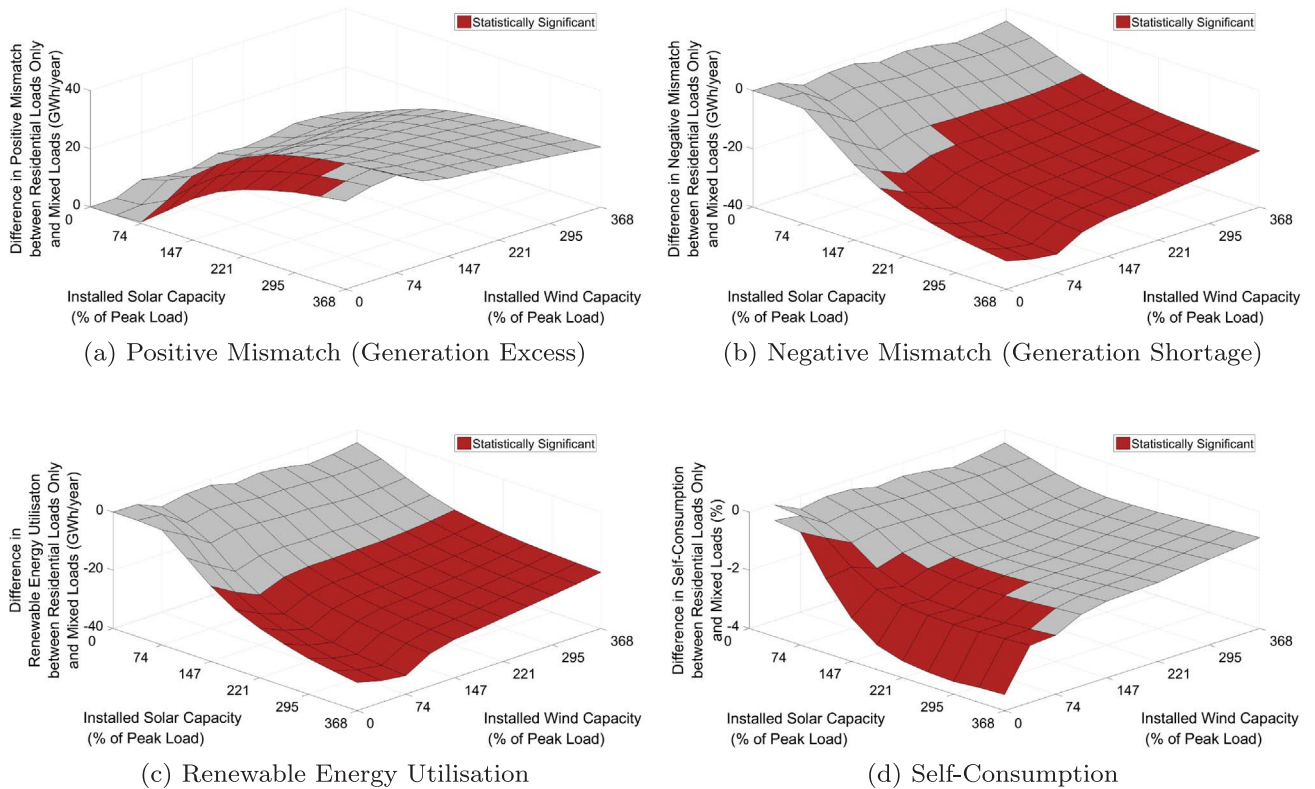 Statistically Significant
Difference in Positive Mismatch
between Residential Loads Only
and Mixed Loads (GWh/year)
40
20
0
0
74
147
221
295
368
0
74
147
221
295
368
Installed Solar Capacity
(% of Peak Load)
Installed Wind Capacity
(% of Peak Load)
(a) Positive Mismatch (Generation Excess)
Statistically Significant
Difference in Negative Mismatch
between Residential Loads Only
and Mixed Loads (GWh/year)
0
-20
-40
0
74
147
221
295
368
0
74
147
221
295
368
Installed Solar Capacity
(% of Peak Load)
Installed Wind Capacity
(% of Peak Load)
(b) Negative Mismatch (Generation Shortage)
Statistically Significant
Difference in
Renewable Energy Utilisaton
between Residential Loads Only
and Mixed Loads (GWh/year)
0
-20
-40
0
74
147
221
295
368
0
74
147
221
295
368
Installed Solar Capacity
(% of Peak Load)
Installed Wind Capacity
(% of Peak Load)
(c) Renewable Energy Utilisation
Statistically Significant
Difference in Self-Consumption
between Residential Loads Only
and Mixed Loads (%)
0
-2
-4
0
74
147
221
295
368
0
74
147
221
295
368
Installed Solar Capacity
(% of Peak Load)
Installed Wind Capacity
(% of Peak Load)
(d) Self-Consumption